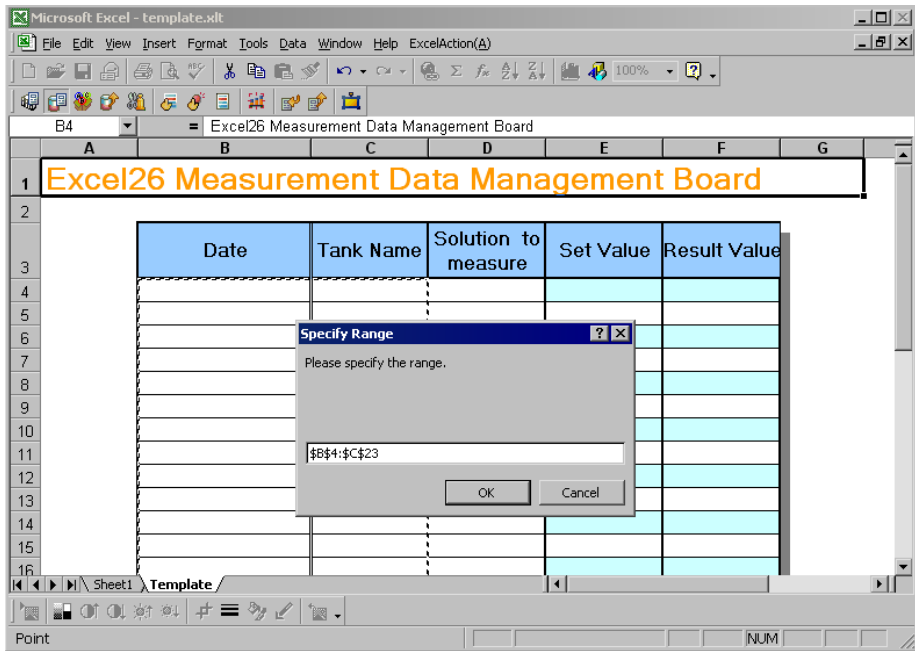 Microsoft Excel - template.xlt
File Edit View Insert Format Tools Data Window Help ExcelAction(A)
100%
B4 = Excel26 Measurement Data Management Board
A B C D E F G
1 Excel26 Measurement Data Management Board
2
3 Date Tank Name Solution to measure Set Value Result Value
4
5
6
7
8
9
10
11
12
13
14
15
16
Specify Range
Please specify the range.
$B$4:$C$23
OK Cancel
Sheet1 Template
Point NUM